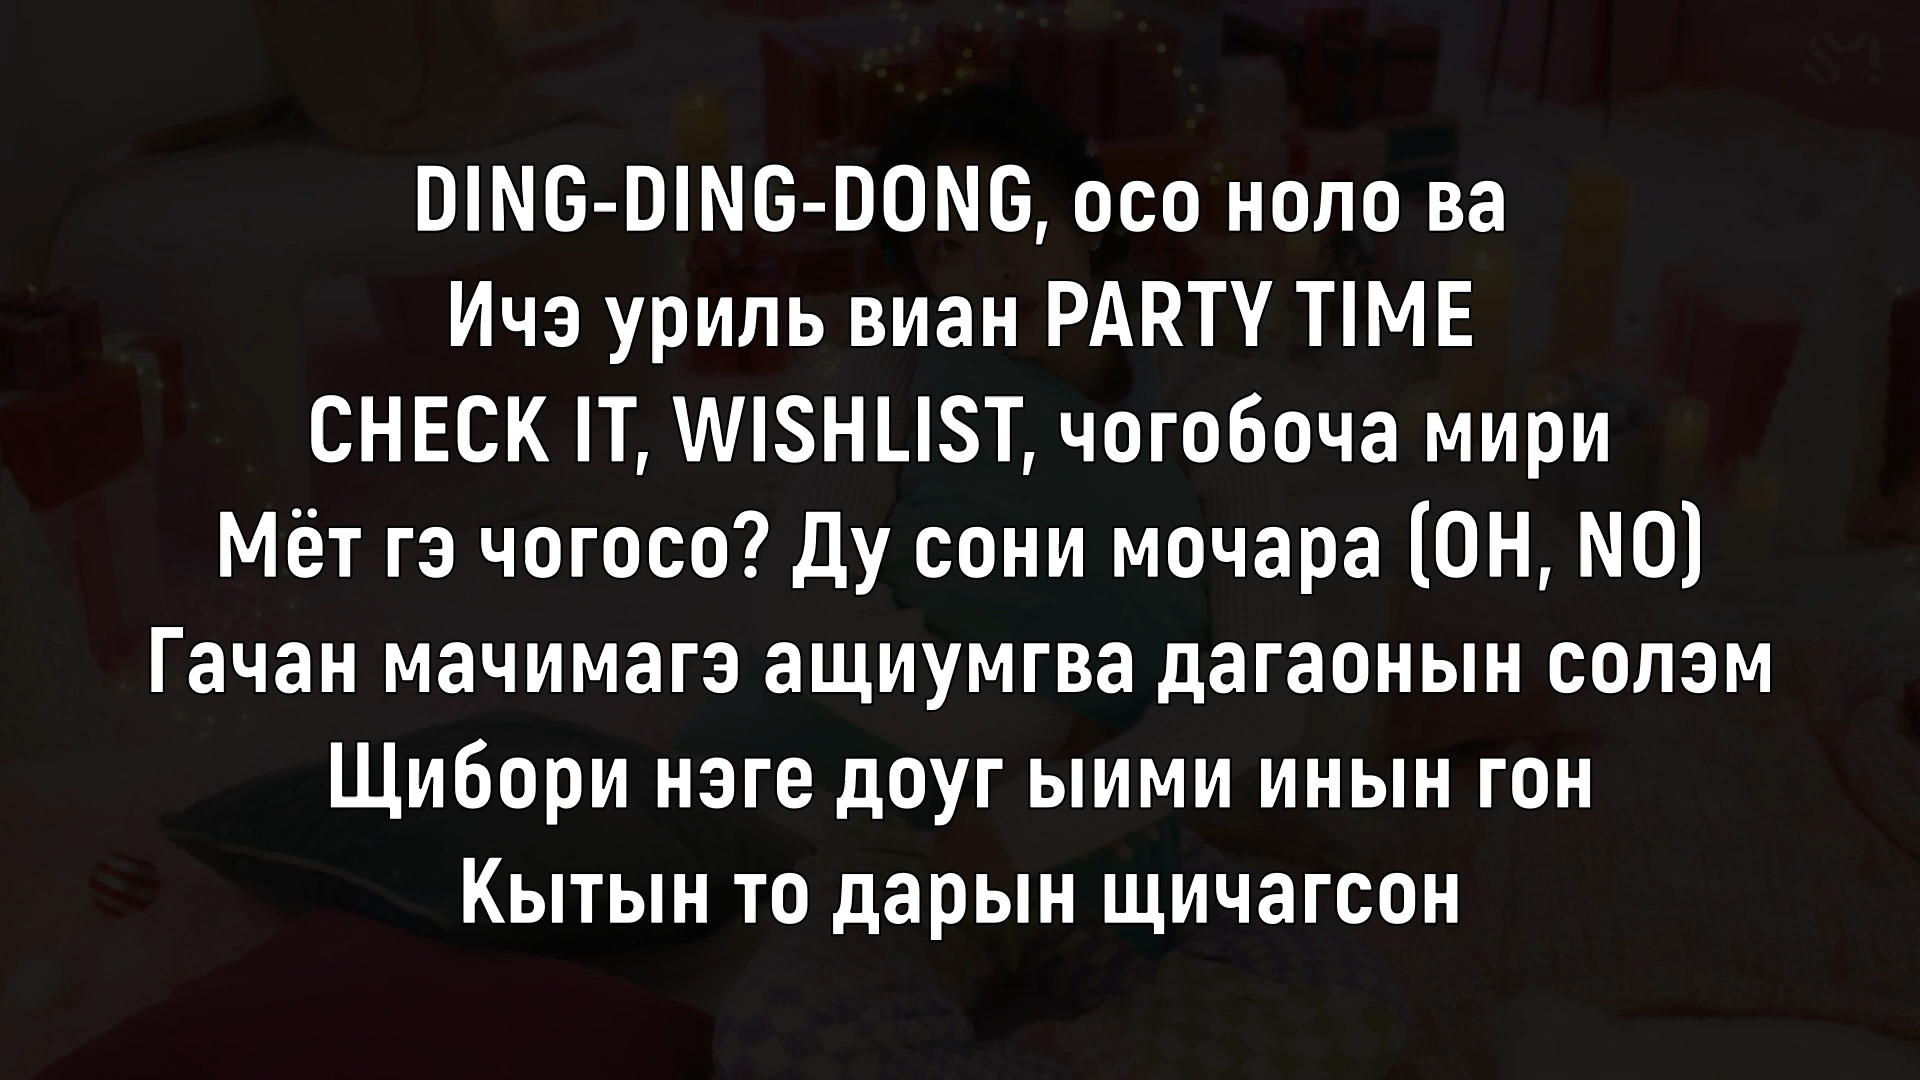 SM!
DING-DING-DONG, осо ноло ва
Ичэ уриль виан PARTY TIME
CHECK IT, WISHLIST, чогобоча мири
Мёт гэ чогосо? Ду сони мочара (OH, NO)
Гачан мачимагэ ащиумгва дагаонын солэм
Щибори нэге доуг ыими инын гон
Кытын то дарын щичагсон